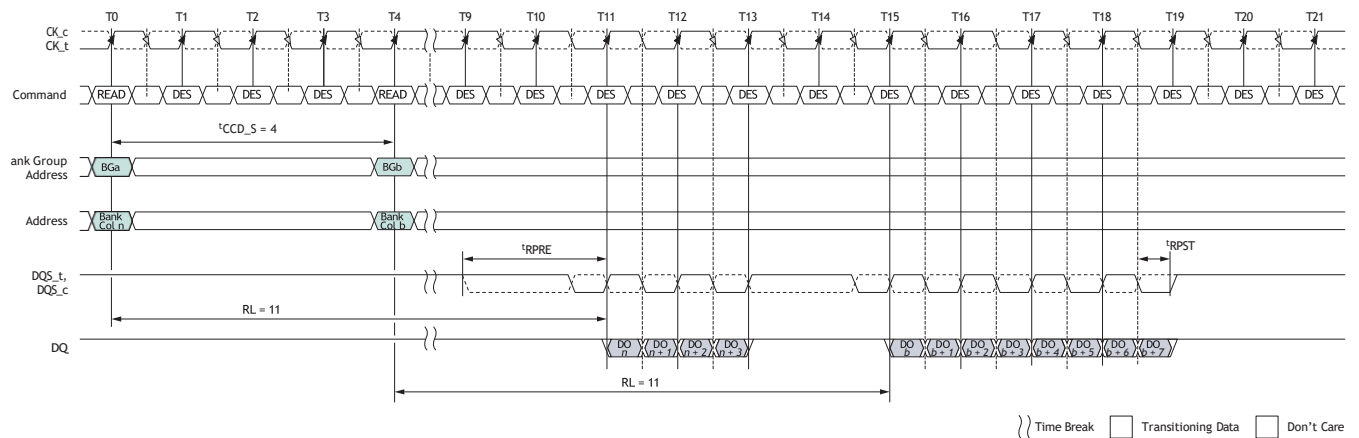 T0 T1 T2 T3 T4 T9 T10 T11 T12 T13 T14 T15 T16 T17 T18 T19 T20 T21
CK_c
CK_t
Command READ DES DES DES READ DES DES DES DES DES DES DES DES DES DES DES DES DES
tCCD_S = 4
ank Group
Address
BGa BGb
Address
Bank
Col n
Bank
Col b
tRPRE
tRPST
DQS_t,
DQS_c
RL = 11
DQ
DO
n
DO
n + 1
DO
n + 2
DO
n + 3
DO
b
DO
b + 1
DO
b + 2
DO
b + 3
DO
b + 4
DO
b + 5
DO
b + 6
DO
b + 7
RL = 11
Time Break Transitioning Data Don't Care